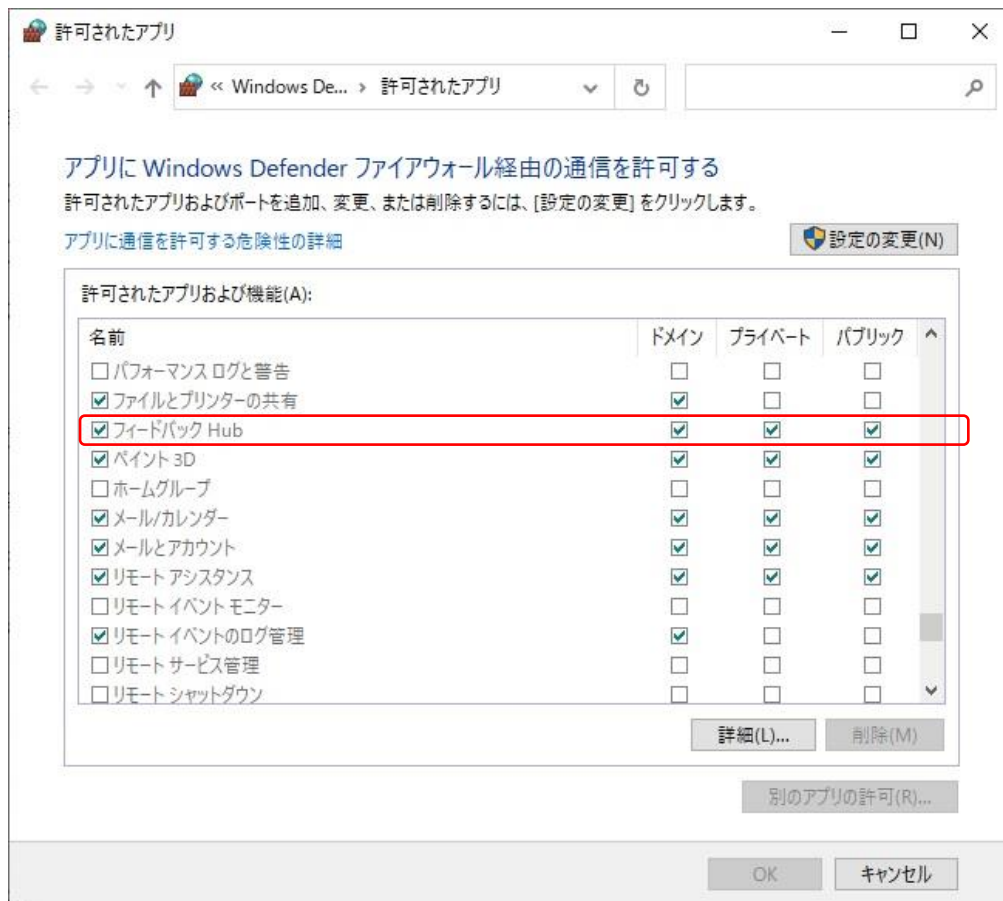 許可されたアプリ
« Windows De... › 許可されたアプリ
アプリに Windows Defender ファイアウォール経由の通信を許可する
許可されたアプリおよびポートを追加、変更、または削除するには、[設定の変更] をクリックします。
アプリに通信を許可する危険性の詳細
設定の変更(N)
許可されたアプリおよび機能(A):
名前 ドメイン プライベート パブリック
パフォーマンス ログと警告
ファイルとプリンターの共有
フィードバック Hub
ペイント 3D
ホームグループ
メール/カレンダー
メールとアカウント
リモート アシスタンス
リモート イベント モニター
リモート イベントのログ管理
リモート サービス管理
リモート シャットダウン
詳細(L)... 削除(M)
別のアプリの許可(R)...
OK キャンセル